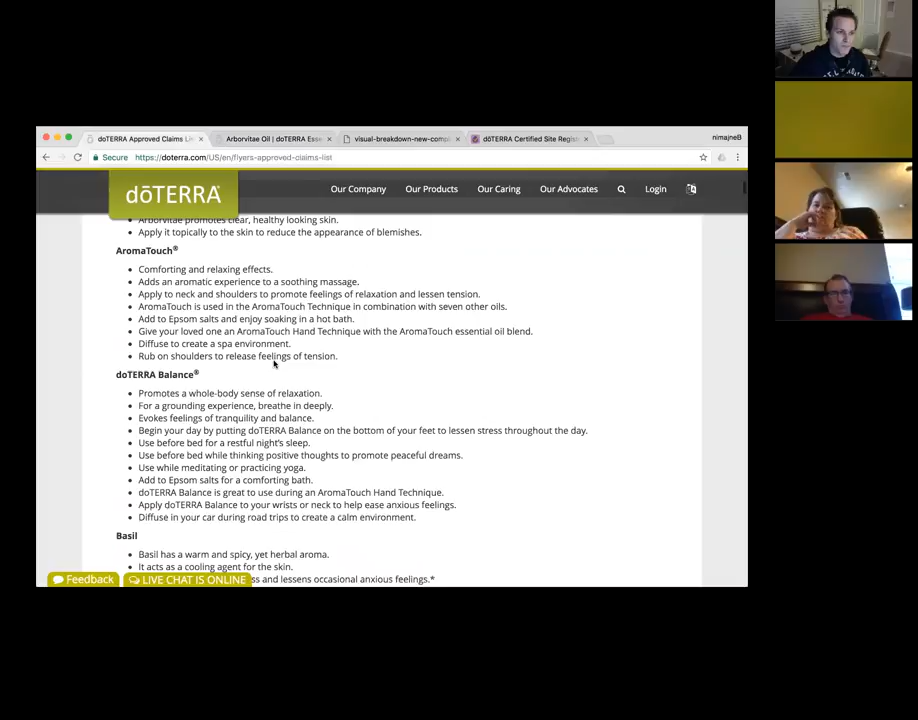 doTERRA Approved Claims Lis
Arborvitae Oil | doTERRA Esse
visual-breakdown-new-compl
dōTERRA Certified Site Regist
nimajneB
Secure https://doterra.com/US/en/flyers-approved-claims-list
dōTERRA
Our Company Our Products Our Caring Our Advocates Login
Arborvitae promotes clear, healthy looking skin.
Apply it topically to the skin to reduce the appearance of blemishes.
AromaTouch®
Comforting and relaxing effects.
Adds an aromatic experience to a soothing massage.
Apply to neck and shoulders to promote feelings of relaxation and lessen tension.
AromaTouch is used in the AromaTouch Technique in combination with seven other oils.
Add to Epsom salts and enjoy soaking in a hot bath.
Give your loved one an AromaTouch Hand Technique with the AromaTouch essential oil blend.
Diffuse to create a spa environment.
Rub on shoulders to release feelings of tension.
doTERRA Balance®
Promotes a whole-body sense of relaxation.
For a grounding experience, breathe in deeply.
Evokes feelings of tranquility and balance.
Begin your day by putting doTERRA Balance on the bottom of your feet to lessen stress throughout the day.
Use before bed for a restful night's sleep.
Use before bed while thinking positive thoughts to promote peaceful dreams.
Use while meditating or practicing yoga.
Add to Epsom salts for a comforting bath.
doTERRA Balance is great to use during an AromaTouch Hand Technique.
Apply doTERRA Balance to your wrists or neck to help ease anxious feelings.
Diffuse in your car during road trips to create a calm environment.
Basil
Basil has a warm and spicy, yet herbal aroma.
It acts as a cooling agent for the skin.
ss and lessens occasional anxious feelings.*
Feedback LIVE CHAT IS ONLINE